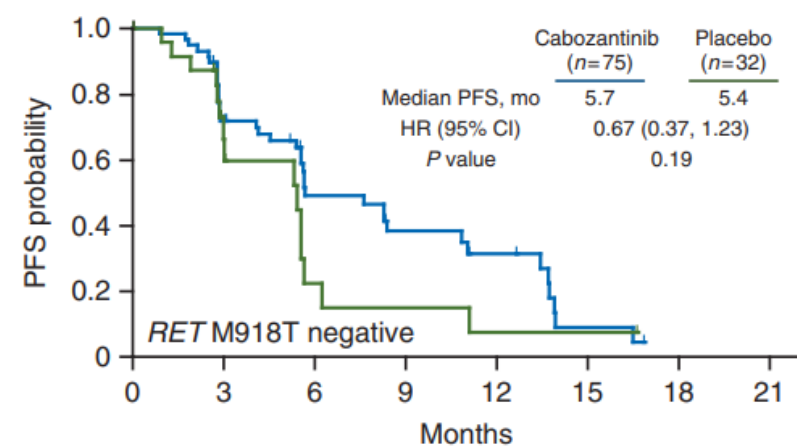 1.0
0.8
0.6
0.4
0.2
0
PFS probability
Cabozantinib Placebo
(n=75) (n=32)
Median PFS, mo 5.7 5.4
HR (95% CI) 0.67 (0.37, 1.23)
P value 0.19
RET M918T negative
0 3 6 9 12 15 18 21
Months